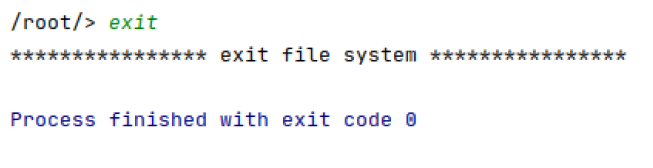 /root/> exit
**************** exit file system ****************
Process finished with exit code 0